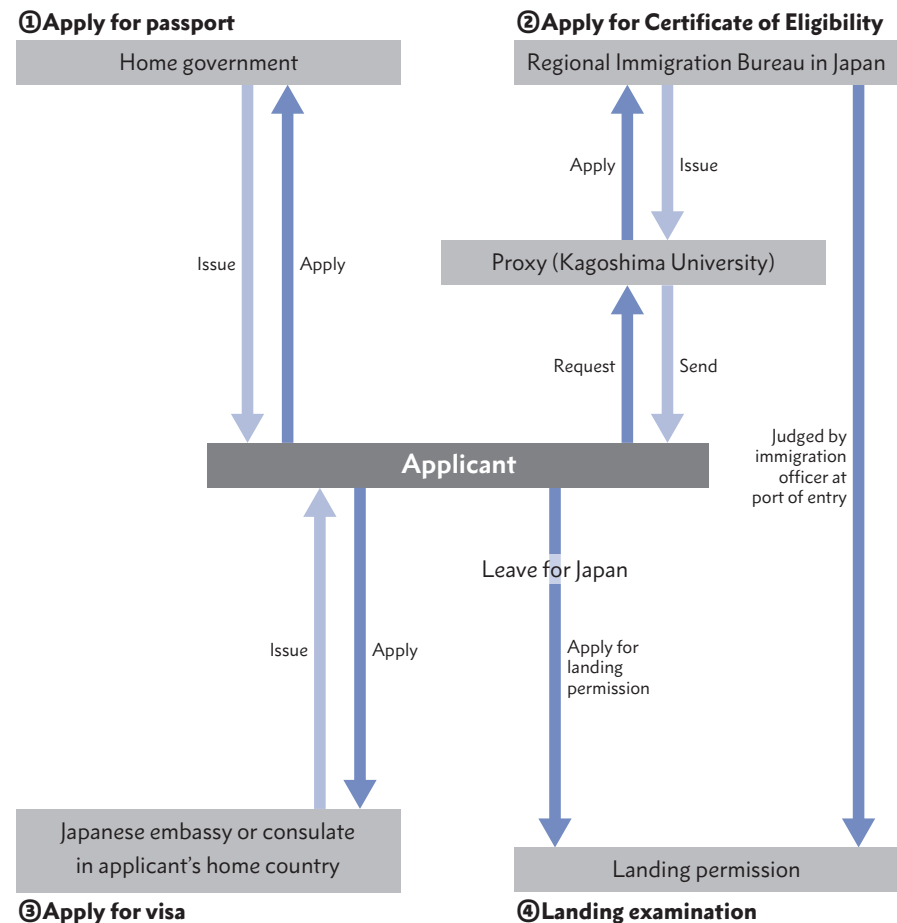 ①Apply for passport
Home government
Issue
Apply
②Apply for Certificate of Eligibility
Regional Immigration Bureau in Japan
Apply
Issue
Proxy (Kagoshima University)
Request
Send
Judged by
immigration
officer at
port of entry
Applicant
Leave for Japan
Issue
Apply
Apply for
landing
permission
Japanese embassy or consulate
in applicant’s home country
③Apply for visa
Landing permission
④Landing examination